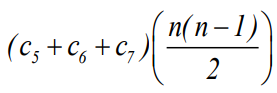 (c₅ + c₆ + c₇)(n(n−1)/2)